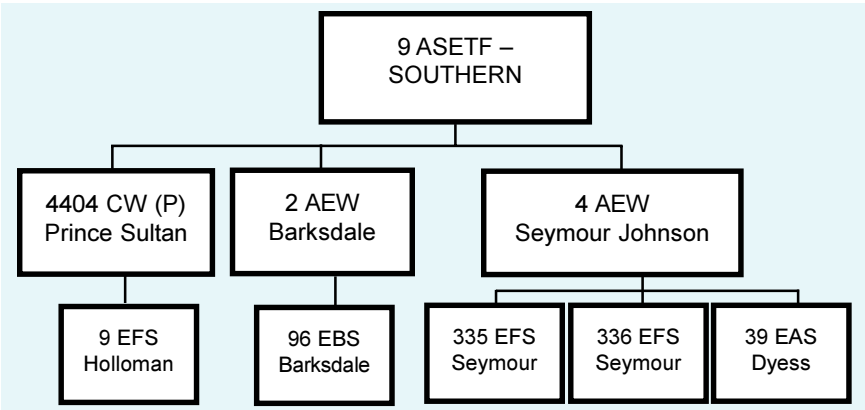 9 ASETF –
SOUTHERN
4404 CW (P)
Prince Sultan
2 AEW
Barksdale
4 AEW
Seymour Johnson
9 EFS
Holloman
96 EBS
Barksdale
335 EFS
Seymour
336 EFS
Seymour
39 EAS
Dyess